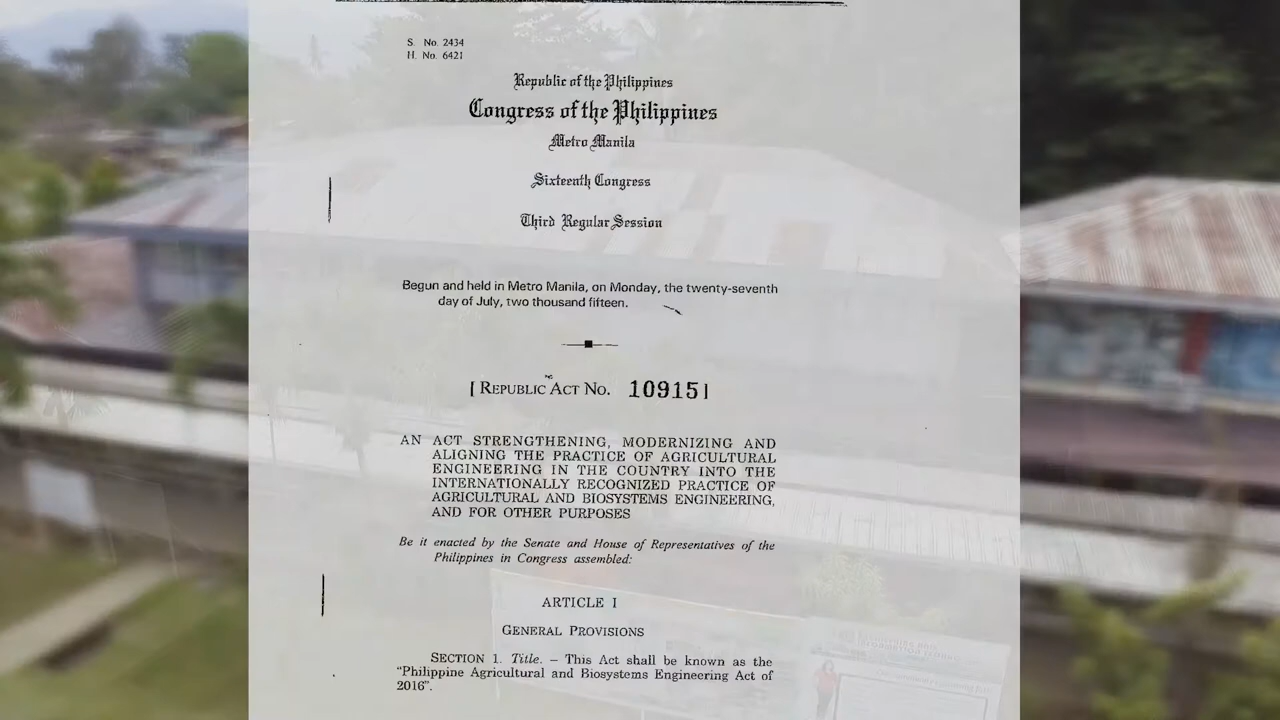 S. No. 2434
H. No. 6421
Republic of the Philippines
Congress of the Philippines
Metro Manila
Sixteenth Congress
Third Regular Session
Begun and held in Metro Manila, on Monday, the twenty-seventh
day of July, two thousand fifteen.
[ REPUBLIC ACT NO. 10915 ]
AN ACT STRENGTHENING, MODERNIZING AND
ALIGNING THE PRACTICE OF AGRICULTURAL
ENGINEERING IN THE COUNTRY INTO THE
INTERNATIONALLY RECOGNIZED PRACTICE OF
AGRICULTURAL AND BIOSYSTEMS ENGINEERING,
AND FOR OTHER PURPOSES
Be it enacted by the Senate and House of Representatives of the
Philippines in Congress assembled:
ARTICLE I
GENERAL PROVISIONS
SECTION 1. Title. – This Act shall be known as the
“Philippine Agricultural and Biosystems Engineering Act of
2016”.